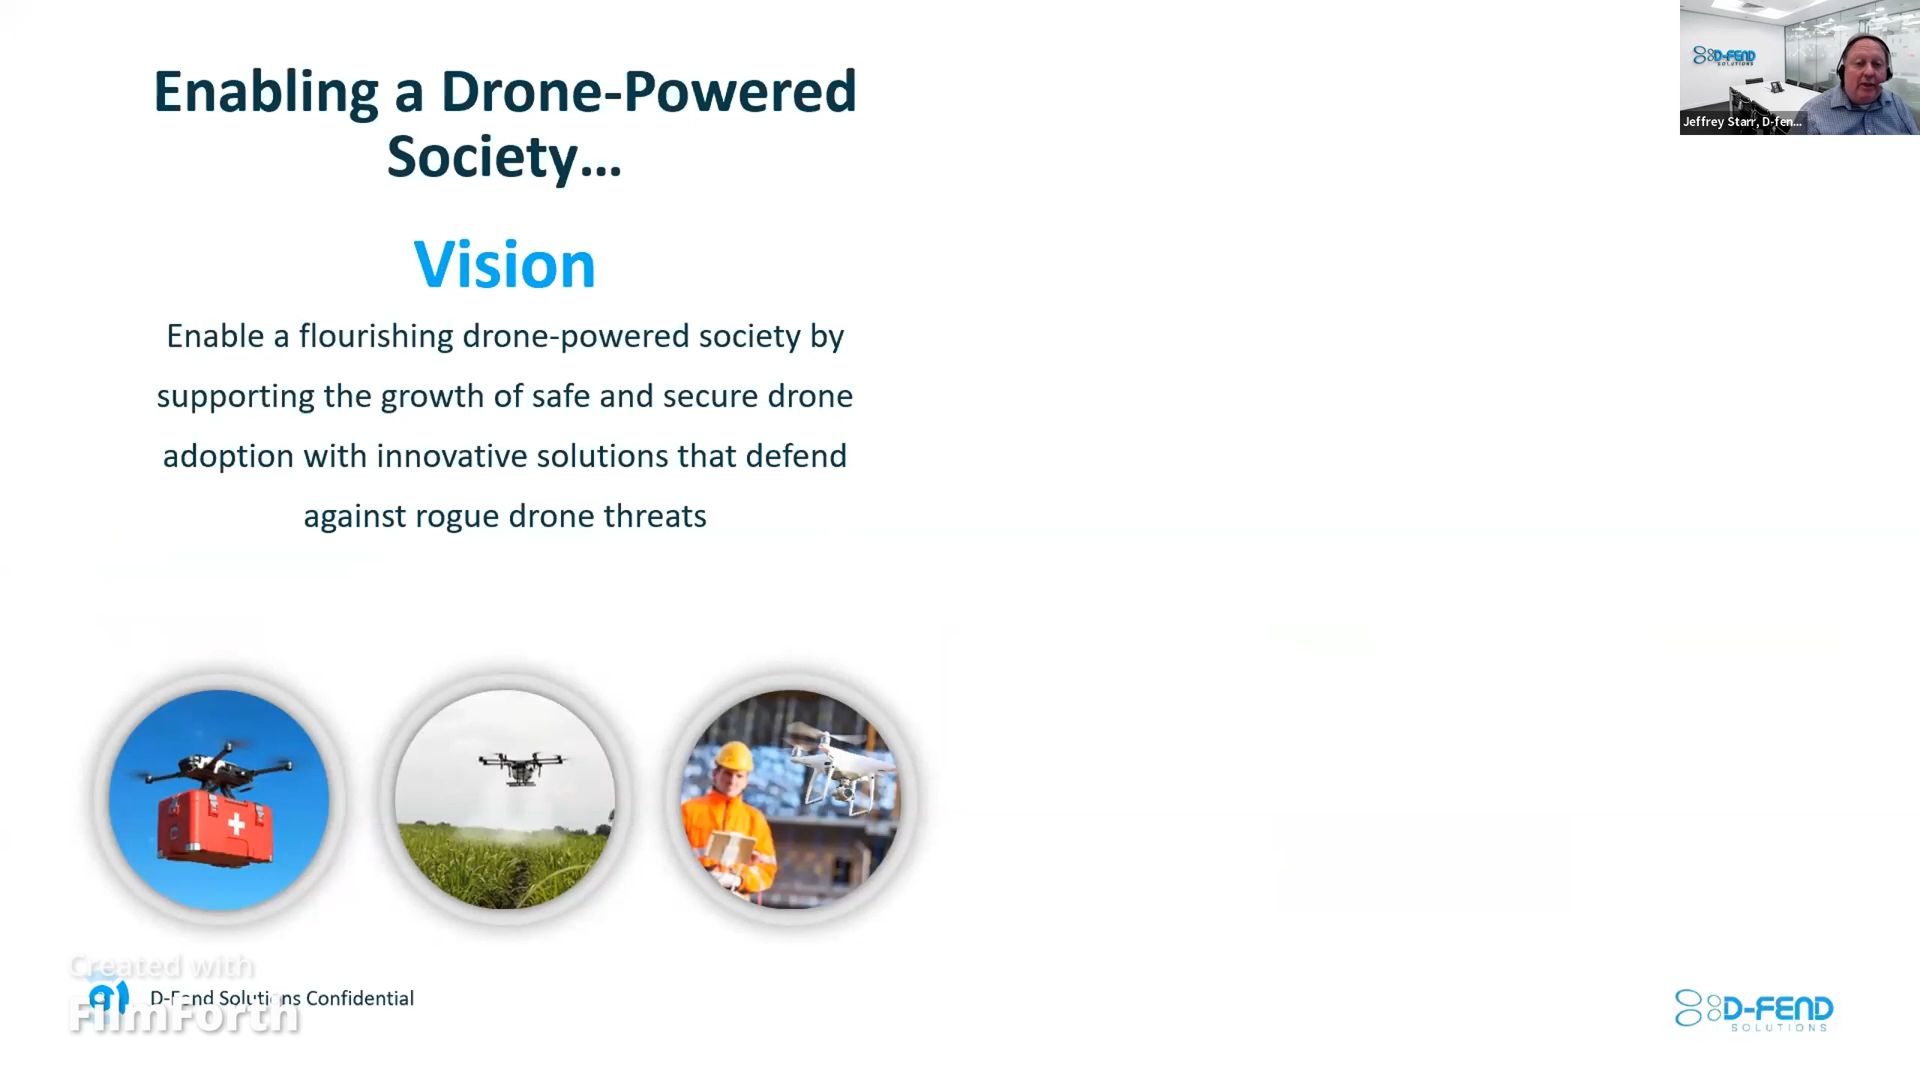 Enabling a Drone-Powered
Society...
Vision
Enable a flourishing drone-powered society by
supporting the growth of safe and secure drone
adoption with innovative solutions that defend
against rogue drone threats
D-FEND
SOLUTIONS
Jeffrey Starr, D-fen...
Created with
FilmForth
D-Fend Solutions Confidential
D-FEND
SOLUTIONS